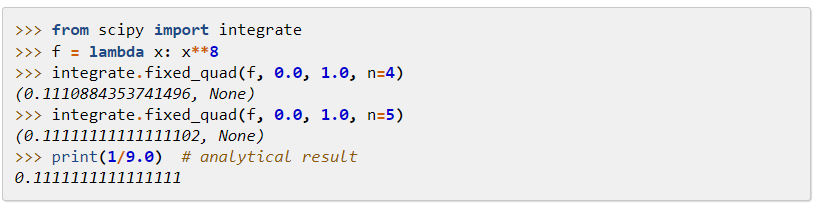 >>> from scipy import integrate
>>> f = lambda x: x**8
>>> integrate.fixed_quad(f, 0.0, 1.0, n=4)
(0.1110884353741496, None)
>>> integrate.fixed_quad(f, 0.0, 1.0, n=5)
(0.11111111111111102, None)
>>> print(1/9.0)  # analytical result
0.1111111111111111